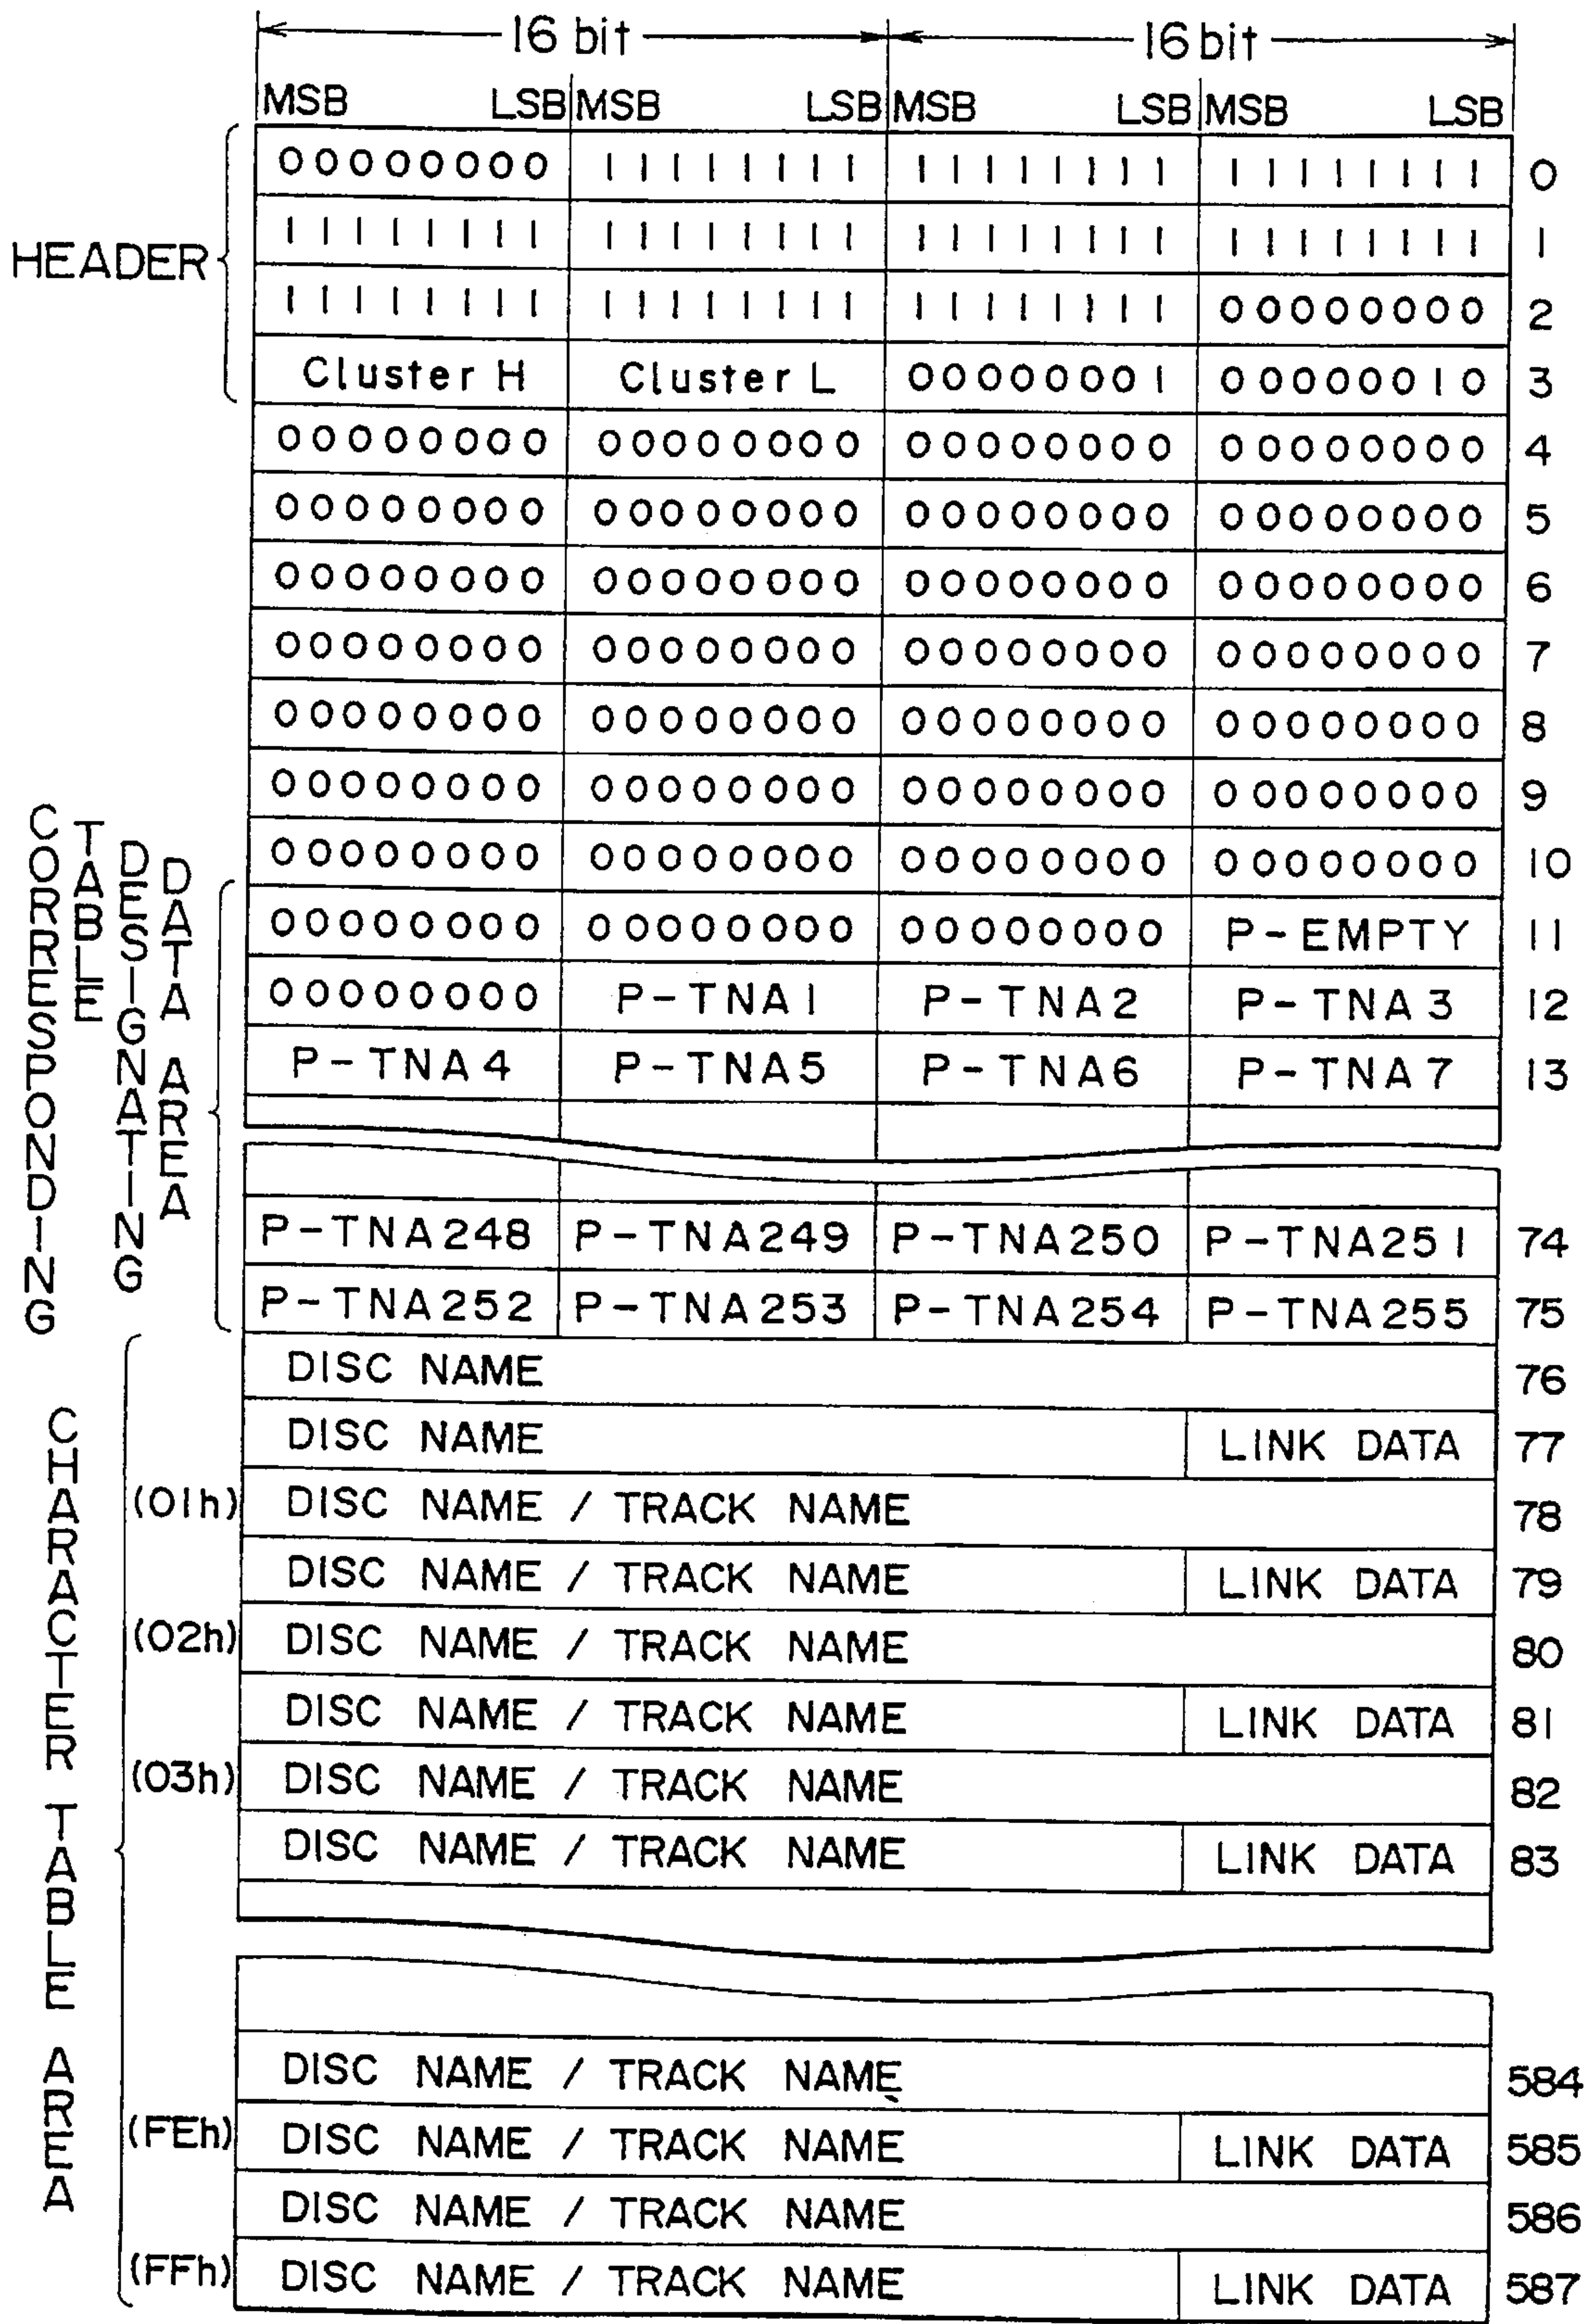 16 bit 16 bit
MSB LSB MSB LSB MSB LSB MSB LSB
00000000 11111111 11111111 11111111 0
HEADER
11111111 11111111 11111111 11111111 1
11111111 11111111 11111111 00000000 2
Cluster H Cluster L 00000001 00000010 3
00000000 00000000 00000000 00000000 4
00000000 00000000 00000000 00000000 5
00000000 00000000 00000000 00000000 6
00000000 00000000 00000000 00000000 7
00000000 00000000 00000000 00000000 8
00000000 00000000 00000000 00000000 9
00000000 00000000 00000000 00000000 10
CORRESPONDING
TABLE
DESIGNATING
DATA AREA
00000000 00000000 00000000 P-EMPTY 11
00000000 P-TNA1 P-TNA2 P-TNA3 12
P-TNA4 P-TNA5 P-TNA6 P-TNA7 13
P-TNA248 P-TNA249 P-TNA250 P-TNA251 74
P-TNA252 P-TNA253 P-TNA254 P-TNA255 75
CHARACTER TABLE AREA
DISC NAME 76
DISC NAME LINK DATA 77
(01h) DISC NAME / TRACK NAME 78
DISC NAME / TRACK NAME LINK DATA 79
(02h) DISC NAME / TRACK NAME 80
DISC NAME / TRACK NAME LINK DATA 81
(03h) DISC NAME / TRACK NAME 82
DISC NAME / TRACK NAME LINK DATA 83
DISC NAME / TRACK NAME 584
(FEh) DISC NAME / TRACK NAME LINK DATA 585
DISC NAME / TRACK NAME 586
(FFh) DISC NAME / TRACK NAME LINK DATA 587